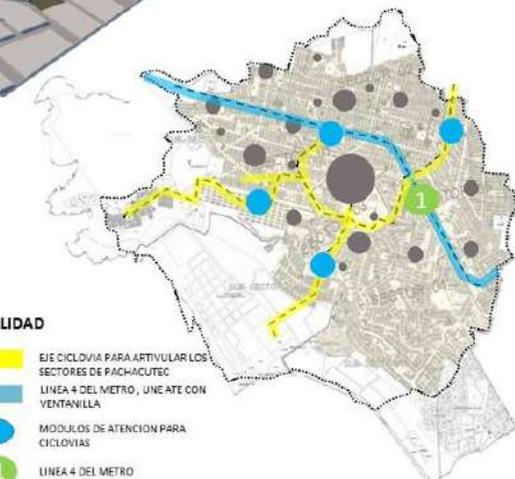 1
LIDAD
EJE CICLOVIA PARA ARTIVULAR LOS
SECTORES DE PACHACUTEC
LINEA 4 DEL METRO , UNE ATE CON
VENTANILLA
MODULOS DE ATENCION PARA
CICLOVIAS
LINEA 4 DEL METRO